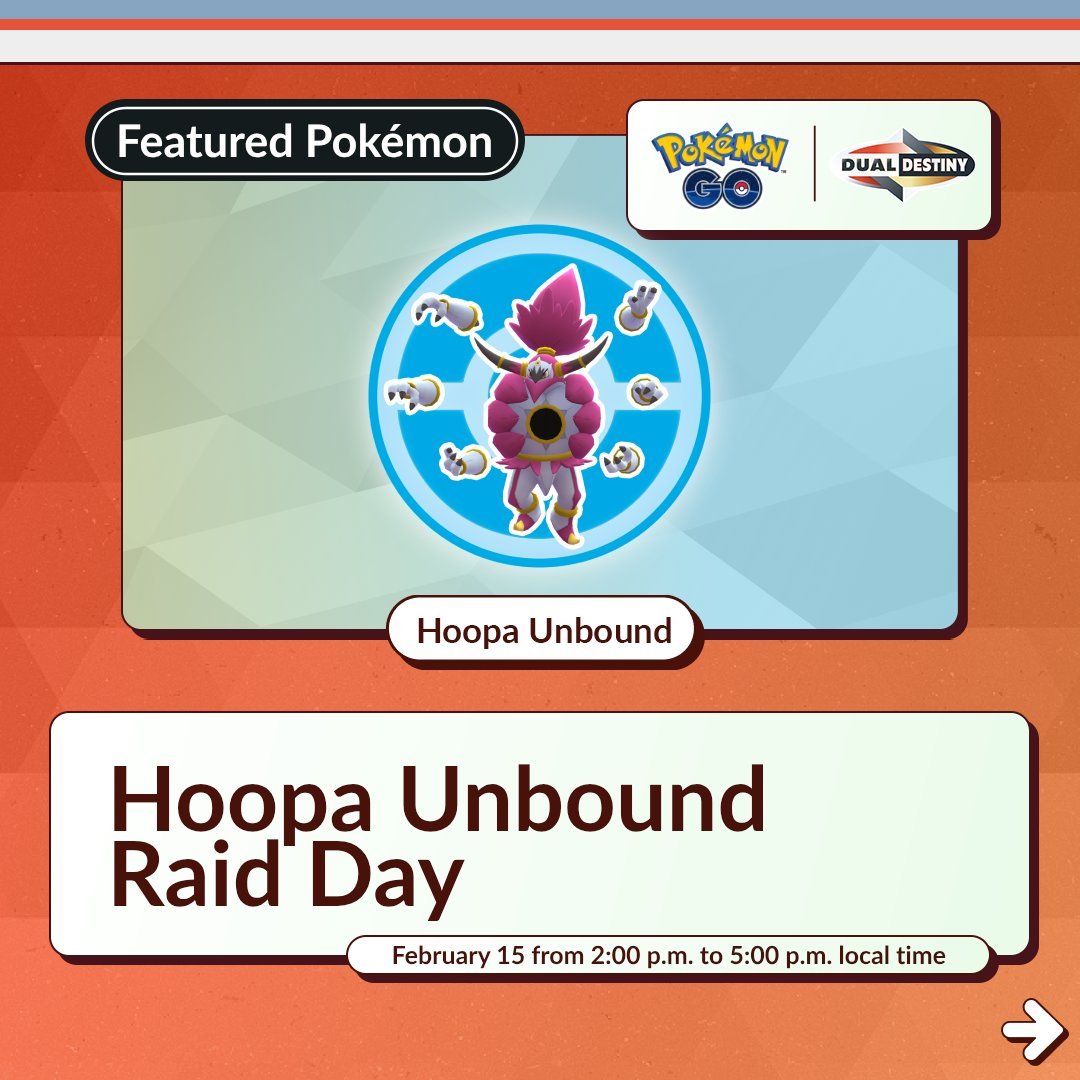 Featured Pokémon
POKéMON
GO
DUAL DESTINY
Hoopa Unbound
Hoopa Unbound
Raid Day
February 15 from 2:00 p.m. to 5:00 p.m. local time